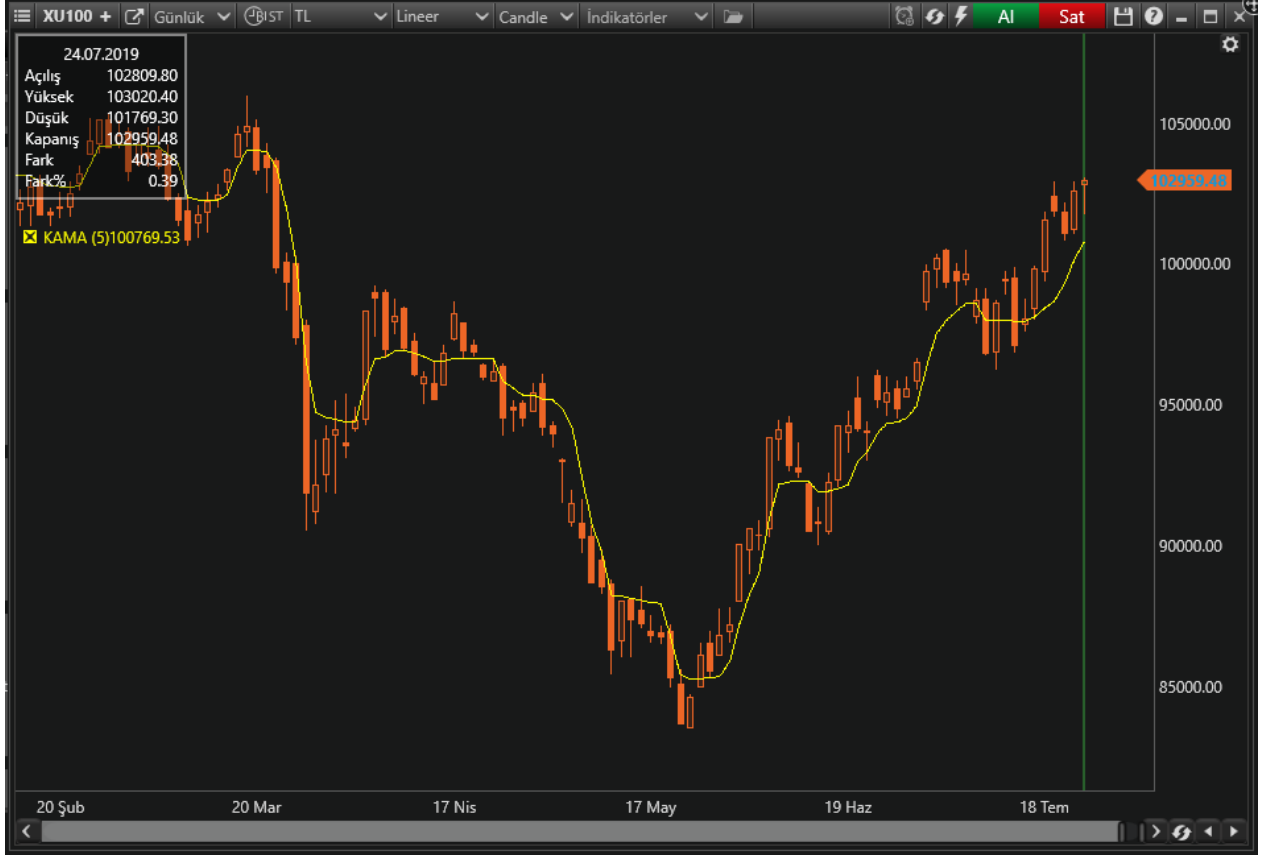 XU100 + Günlük BIST TL Lineer Candle İndikatörler Al Sat
24.07.2019
Açılış 102809.80
Yüksek 103020.40
Düşük 101769.30
Kapanış 102959.48
Fark 403.38
Fark% 0.39
KAMA (5)100769.53
105000.00
102959.48
100000.00
95000.00
90000.00
85000.00
20 Şub 20 Mar 17 Nis 17 May 19 Haz 18 Tem